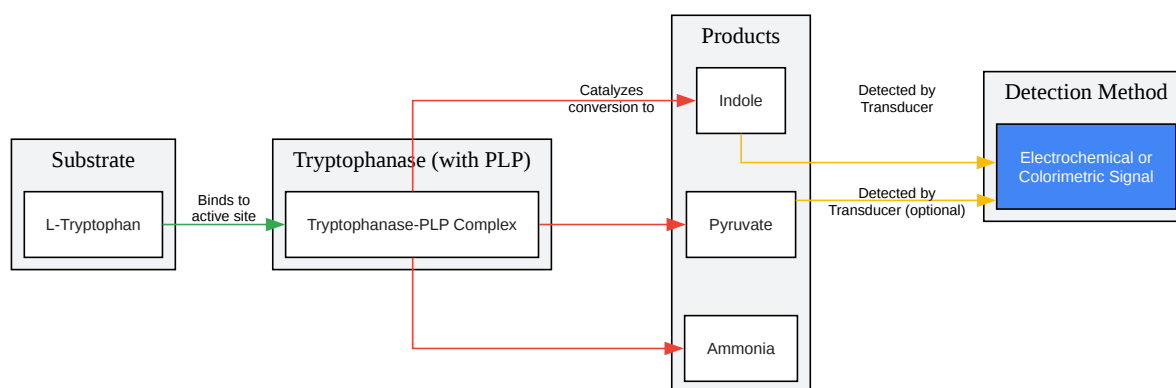 Products
Catalyzes
conversion to
Indole
Detected by
Transducer
Detection Method
Electrochemical or
Colorimetric Signal
Substrate
L-Tryptophan
Binds to
active site
Tryptophanase (with PLP)
Tryptophanase-PLP Complex
Pyruvate
Detected by
Transducer (optional)
Ammonia